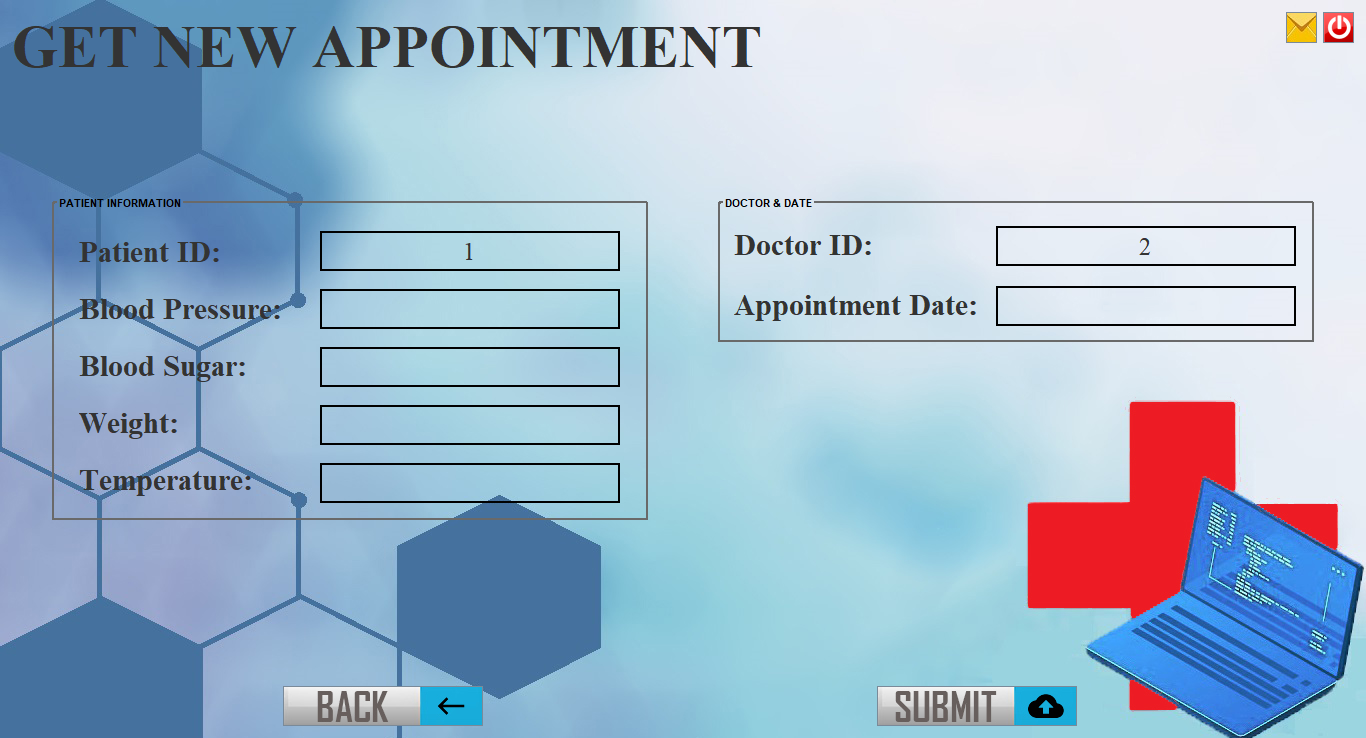 GET NEW APPOINTMENT
PATIENT INFORMATION
Patient ID: 1
Blood Pressure:
Blood Sugar:
Weight:
Temperature:
DOCTOR & DATE
Doctor ID: 2
Appointment Date:
BACK
SUBMIT